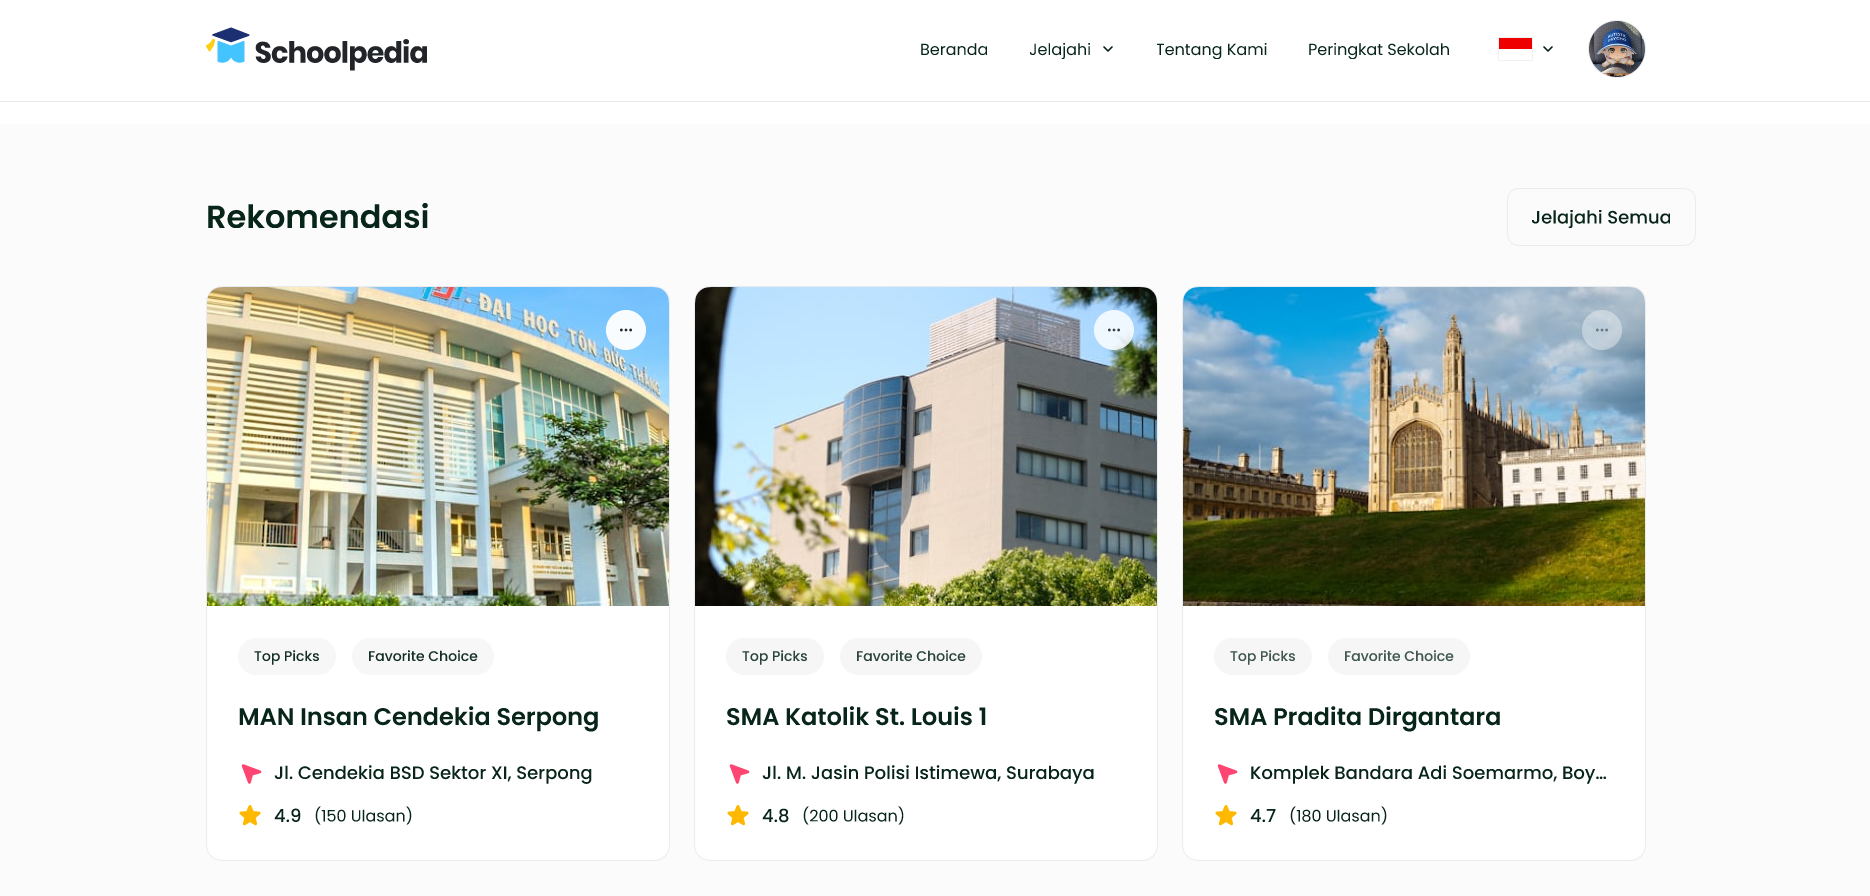 Schoolpedia
Beranda
Jelajahi
Tentang Kami
Peringkat Sekolah
Rekomendasi
Jelajahi Semua
ĐẠI HỌC TÔN ĐỨC THẮNG
Top Picks
Favorite Choice
MAN Insan Cendekia Serpong
Jl. Cendekia BSD Sektor XI, Serpong
4.9 (150 Ulasan)
Top Picks
Favorite Choice
SMA Katolik St. Louis 1
Jl. M. Jasin Polisi Istimewa, Surabaya
4.8 (200 Ulasan)
Top Picks
Favorite Choice
SMA Pradita Dirgantara
Komplek Bandara Adi Soemarmo, Boy...
4.7 (180 Ulasan)